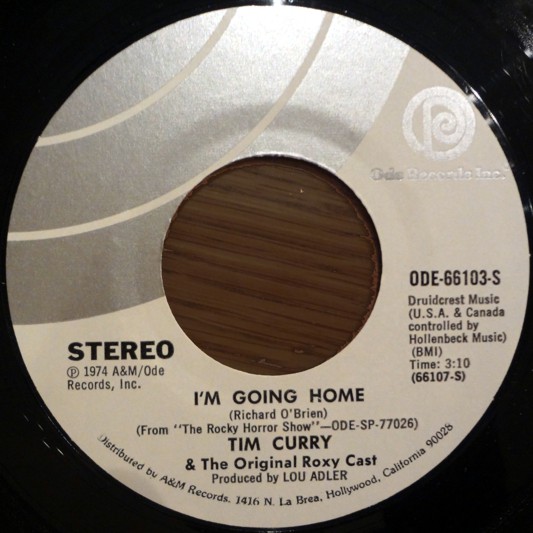 Ode Records Inc.
ODE-66103-S
Druidcrest Music
(U.S.A. & Canada
controlled by
Hollenbeck Music)
(BMI)
Time: 3:10
(66107-S)
STEREO
℗ 1974 A&M/Ode
Records, Inc.
I'M GOING HOME
(Richard O'Brien)
(From "The Rocky Horror Show"—ODE-SP-77026)
TIM CURRY
& The Original Roxy Cast
Produced by LOU ADLER
Distributed by A&M Records, 1416 N. La Brea, Hollywood, California 90028